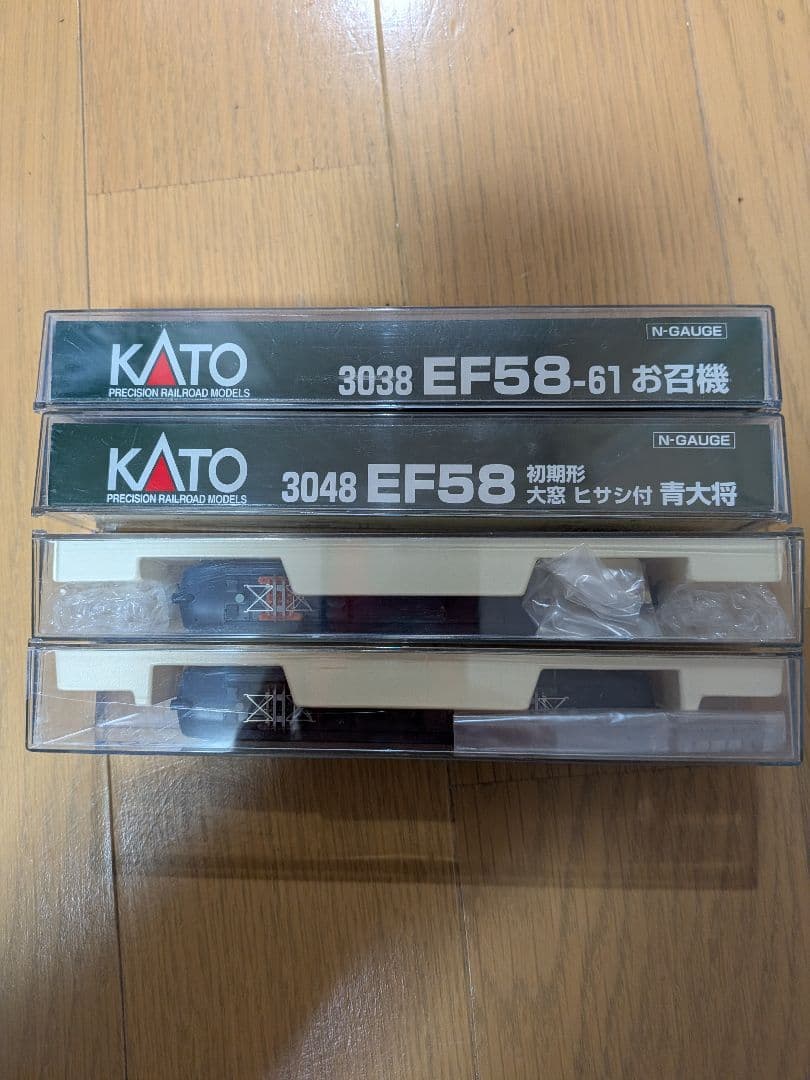 N-GAUGE
KATO
3038 EF58-61 お召機
PRECISION RAILROAD MODELS
N-GAUGE
KATO
3048 EF58 初期形
大窓 ヒサシ付 青大将
PRECISION RAILROAD MODELS